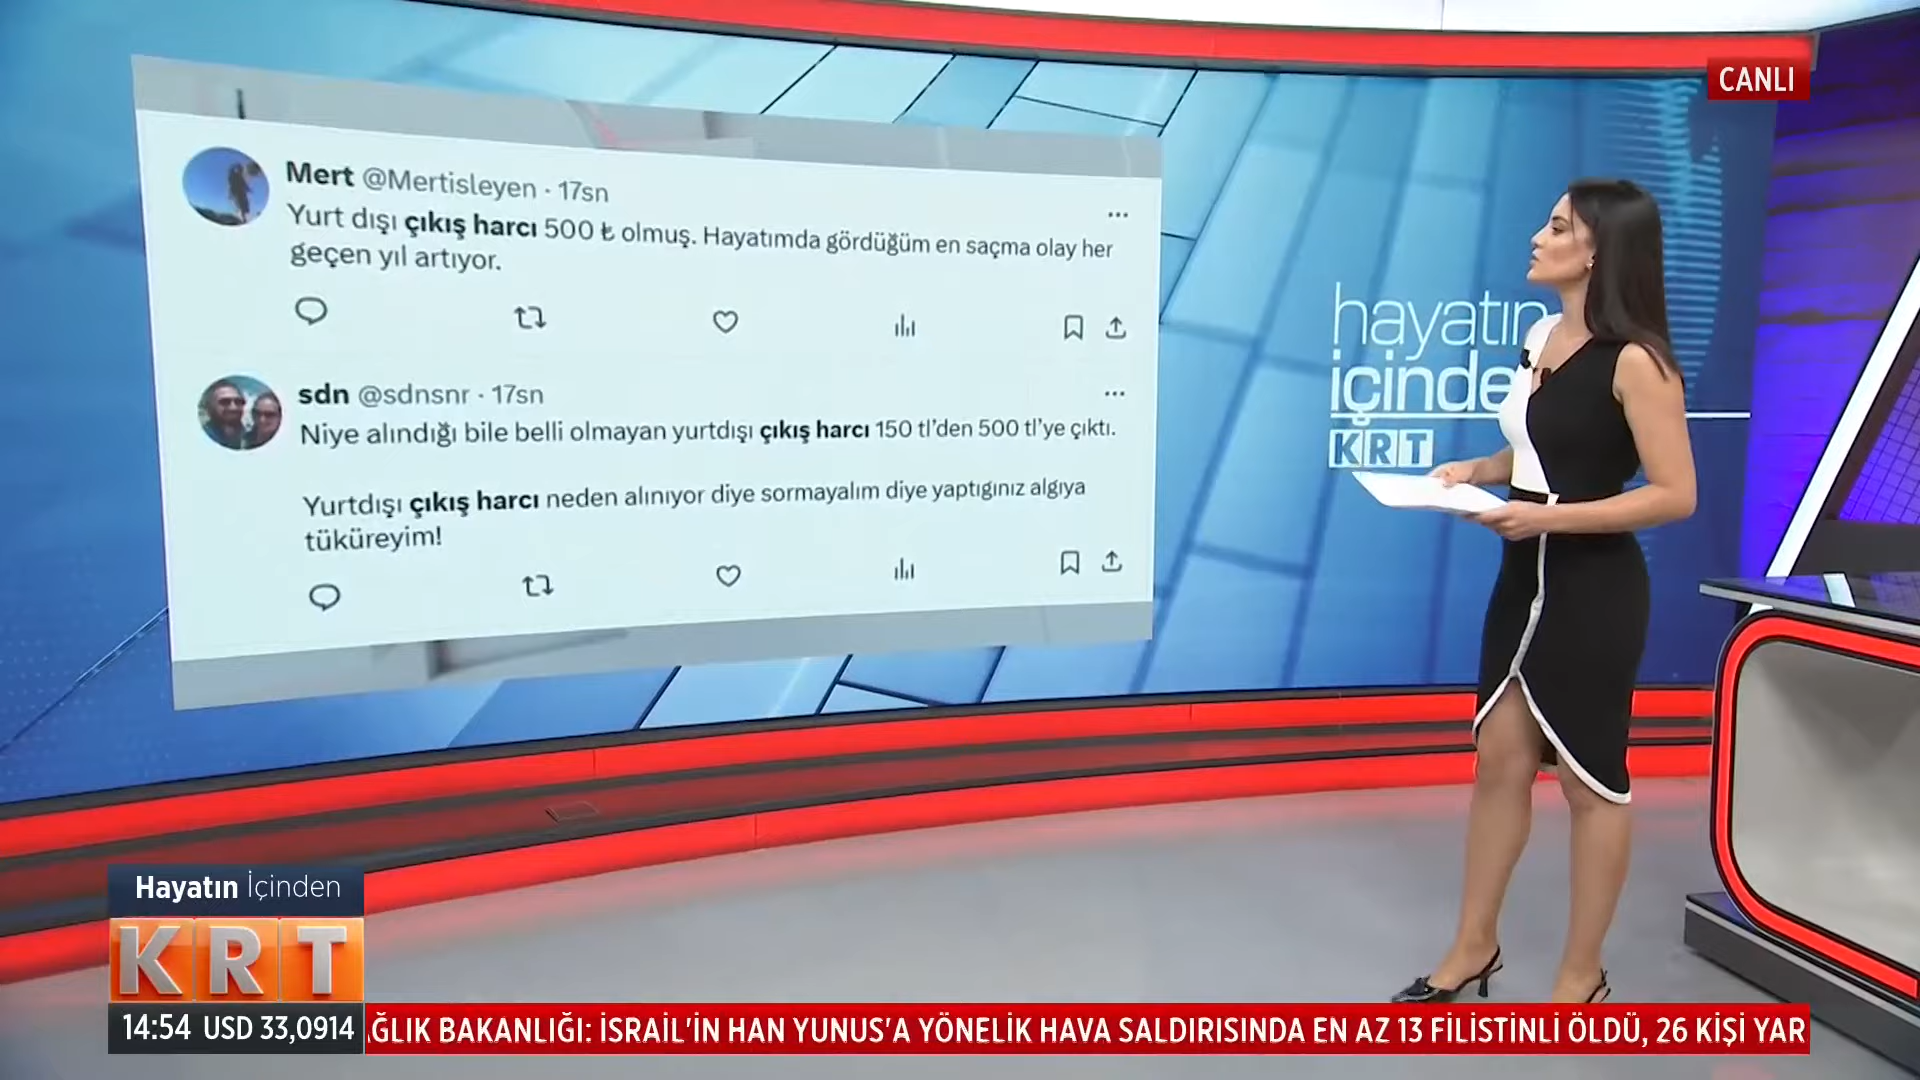 CANLI
Mert @Mertisleyen · 17sn
Yurt dışı çıkış harcı 500 ₺ olmuş. Hayatımda gördüğüm en saçma olay her
geçen yıl artıyor.
sdn @sdnsnr · 17sn
Niye alındığı bile belli olmayan yurtdışı çıkış harcı 150 tl'den 500 tl'ye çıktı.
Yurtdışı çıkış harcı neden alınıyor diye sormayalım diye yaptıgınız algıya
tüküreyim!
hayatın
içinde
KRT
Hayatın İçinden
KRT
14:54 USD 33,0914
ĞLIK BAKANLIĞI: İSRAİL'İN HAN YUNUS'A YÖNELİK HAVA SALDIRISINDA EN AZ 13 FİLİSTİNLİ ÖLDÜ, 26 KİŞİ YAR